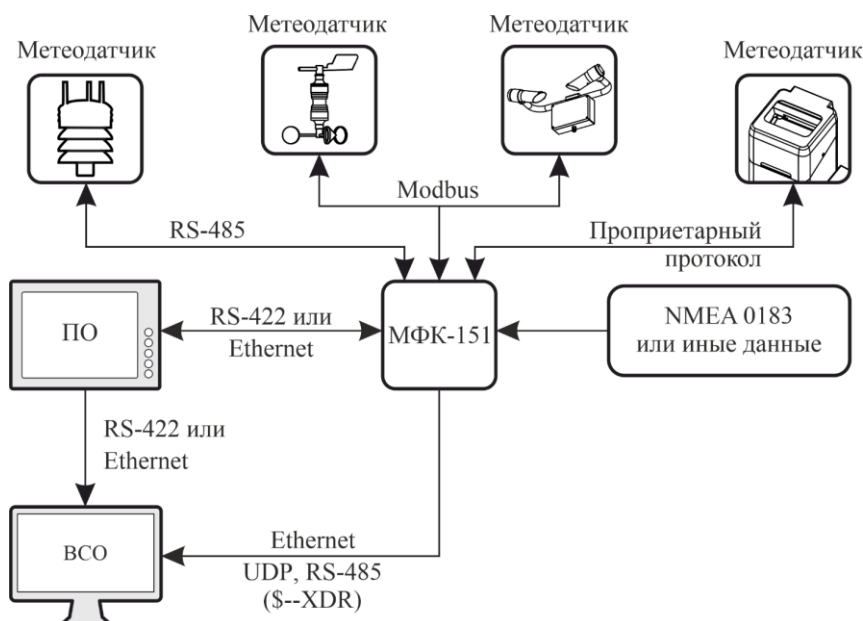 Метеодатчик
Метеодатчик
Метеодатчик
Метеодатчик
Modbus
RS-485
Проприетарный
протокол
ПО
RS-422 или
Ethernet
МФК-151
NMEA 0183
или иные данные
RS-422 или
Ethernet
ВСО
Ethernet
UDP, RS-485
($--XDR)